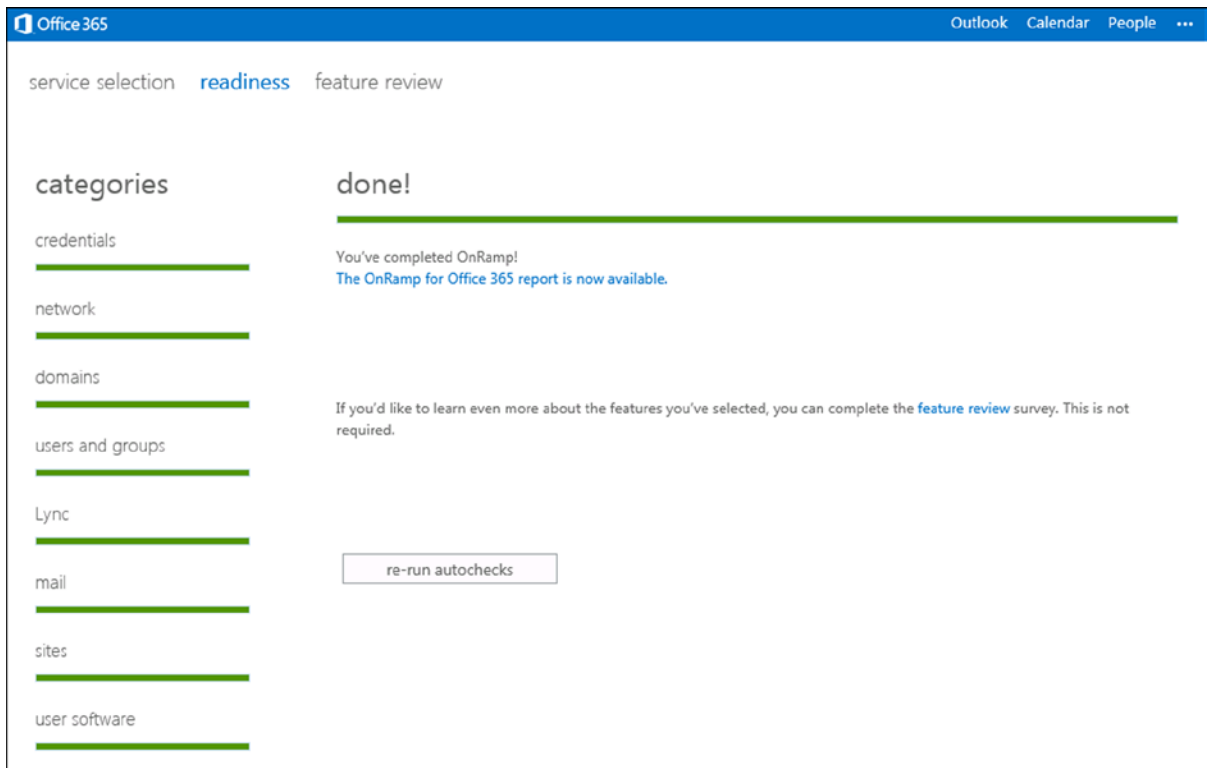 Office 365
Outlook Calendar People ...
service selection readiness feature review
categories
done!
credentials
network
domains
users and groups
Lync
mail
sites
user software
You've completed OnRamp!
The OnRamp for Office 365 report is now available.
If you'd like to learn even more about the features you've selected, you can complete the feature review survey. This is not
required.
re-run autochecks